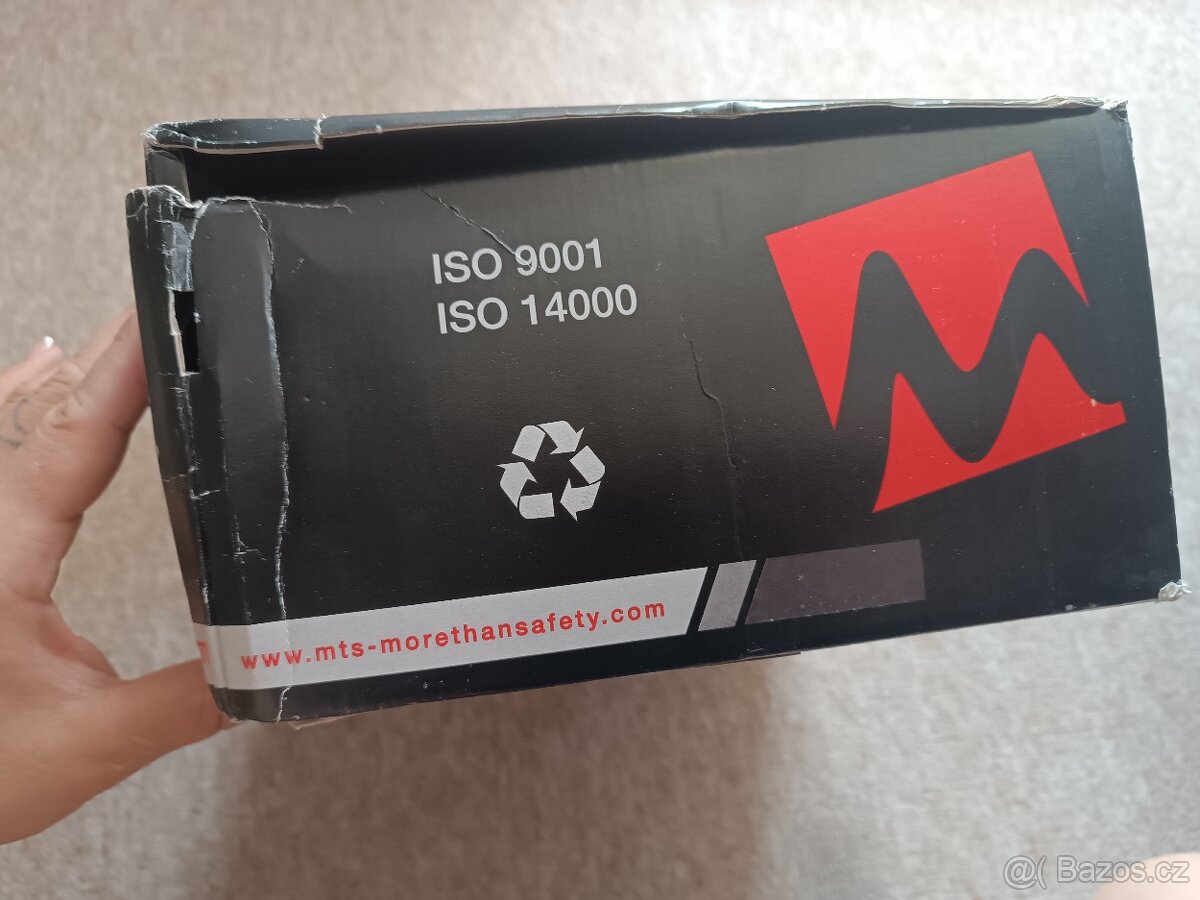 ISO 9001
ISO 14000
www.mts-morethansafety.com
@( Bazos.cz